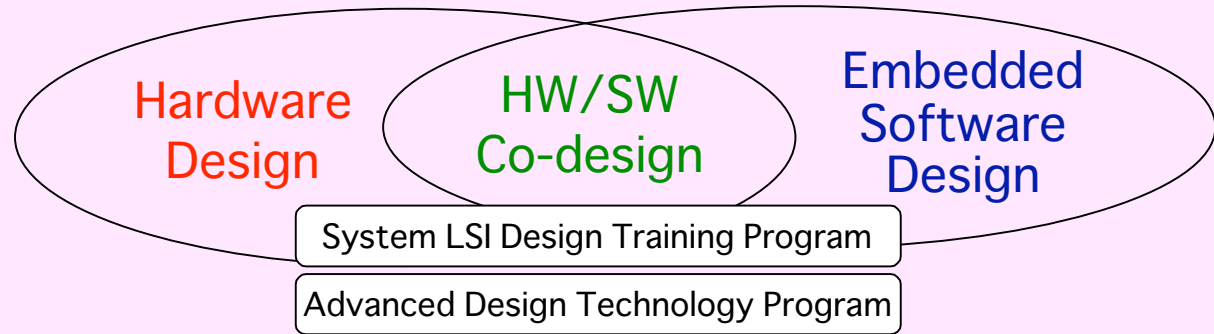 Hardware
Design
HW/SW
Co-design
Embedded
Software
Design
System LSI Design Training Program
Advanced Design Technology Program